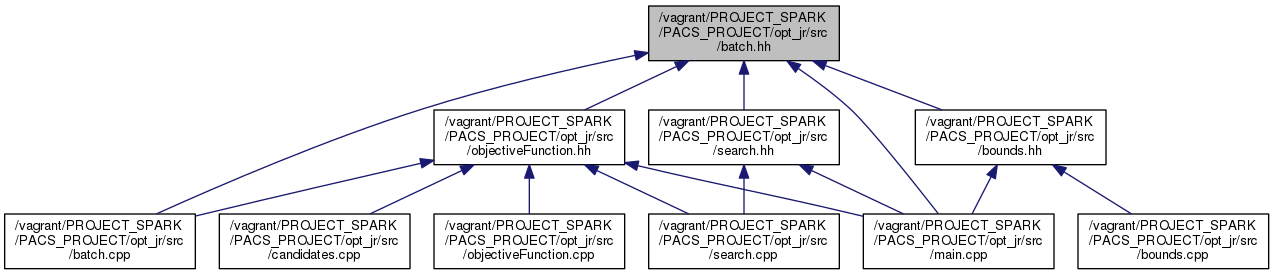 /vagrant/PROJECT_SPARK
/PACS_PROJECT/opt_jr/src
/batch.hh
/vagrant/PROJECT_SPARK
/PACS_PROJECT/opt_jr/src
/objectiveFunction.hh
/vagrant/PROJECT_SPARK
/PACS_PROJECT/opt_jr/src
/search.hh
/vagrant/PROJECT_SPARK
/PACS_PROJECT/opt_jr/src
/bounds.hh
/vagrant/PROJECT_SPARK
/PACS_PROJECT/opt_jr/src
/batch.cpp
/vagrant/PROJECT_SPARK
/PACS_PROJECT/opt_jr/src
/candidates.cpp
/vagrant/PROJECT_SPARK
/PACS_PROJECT/opt_jr/src
/objectiveFunction.cpp
/vagrant/PROJECT_SPARK
/PACS_PROJECT/opt_jr/src
/search.cpp
/vagrant/PROJECT_SPARK
/PACS_PROJECT/opt_jr/src
/main.cpp
/vagrant/PROJECT_SPARK
/PACS_PROJECT/opt_jr/src
/bounds.cpp